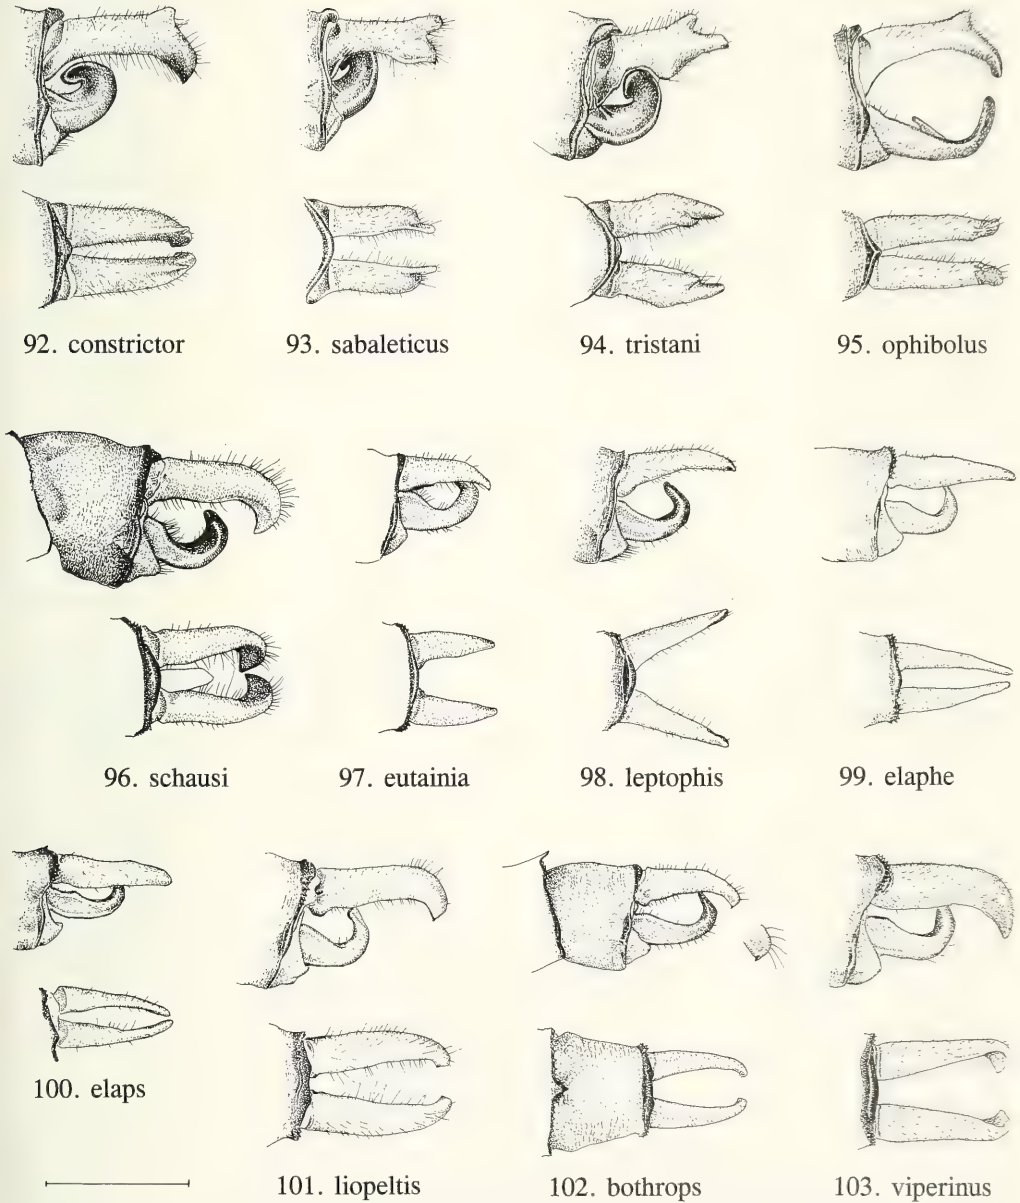 92. constrictor
93. sabaleticus
94. tristani
95. ophibolus
96. schausi
97. eutainia
98. leptophis
99. elaphe
100. elaps
101. liopeltis
102. bothrops
103. viperinus